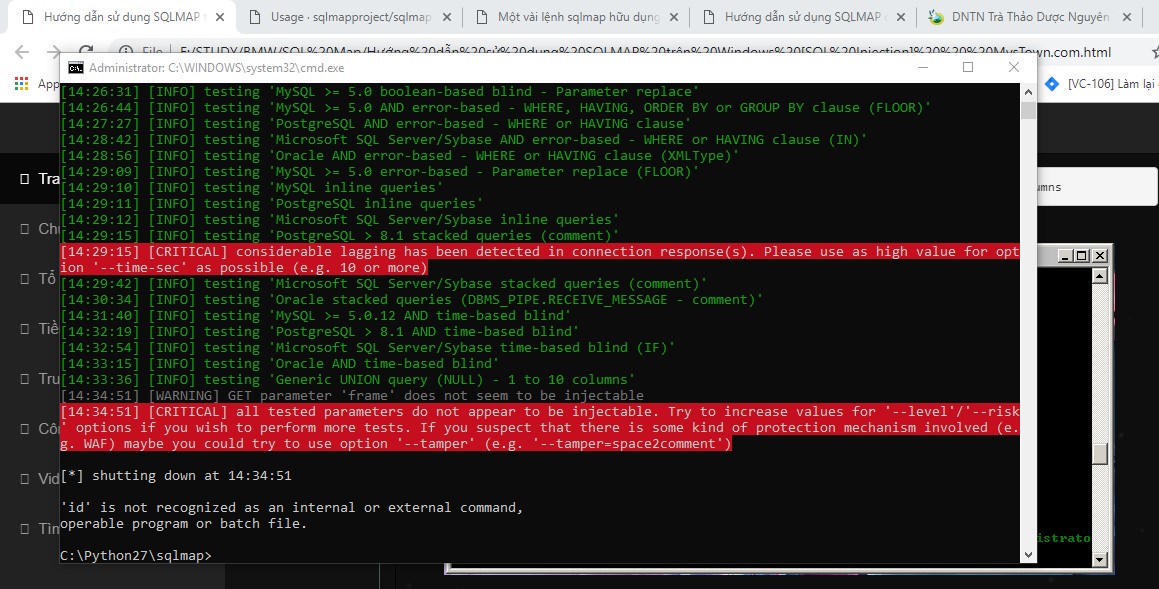 Hướng dẫn sử dụng SQLMAP t
Usage · sqlmapproject/sqlmap
Một vài lệnh sqlmap hữu dụng
Hướng dẫn sử dụng SQLMAP
DNTN Trà Thảo Dược Nguyên
File
F:/STUDY/BMW/SQL%20Map/Hướng%20dẫn%20sử%20dụng%20SQLMAP%20trên%20Windows%20[SQL%20Injection]%20%20%20MysTown.com.html
App
[VC-106] Làm lại
Administrator: C:\WINDOWS\system32\cmd.exe
[14:26:31] [INFO] testing 'MySQL >= 5.0 boolean-based blind - Parameter replace'
[14:26:44] [INFO] testing 'MySQL >= 5.0 AND error-based - WHERE, HAVING, ORDER BY or GROUP BY clause (FLOOR)'
[14:27:27] [INFO] testing 'PostgreSQL AND error-based - WHERE or HAVING clause'
[14:28:42] [INFO] testing 'Microsoft SQL Server/Sybase AND error-based - WHERE or HAVING clause (IN)'
[14:28:56] [INFO] testing 'Oracle AND error-based - WHERE or HAVING clause (XMLType)'
[14:29:09] [INFO] testing 'MySQL >= 5.0 error-based - Parameter replace (FLOOR)'
[14:29:10] [INFO] testing 'MySQL inline queries'
[14:29:11] [INFO] testing 'PostgreSQL inline queries'
[14:29:12] [INFO] testing 'Microsoft SQL Server/Sybase inline queries'
[14:29:15] [INFO] testing 'PostgreSQL > 8.1 stacked queries (comment)'
[14:29:15] [CRITICAL] considerable lagging has been detected in connection response(s). Please use as high value for opt
ion '--time-sec' as possible (e.g. 10 or more)
[14:29:42] [INFO] testing 'Microsoft SQL Server/Sybase stacked queries (comment)'
[14:30:34] [INFO] testing 'Oracle stacked queries (DBMS_PIPE.RECEIVE_MESSAGE - comment)'
[14:31:40] [INFO] testing 'MySQL >= 5.0.12 AND time-based blind'
[14:32:19] [INFO] testing 'PostgreSQL > 8.1 AND time-based blind'
[14:32:54] [INFO] testing 'Microsoft SQL Server/Sybase time-based blind (IF)'
[14:33:15] [INFO] testing 'Oracle AND time-based blind'
[14:33:36] [INFO] testing 'Generic UNION query (NULL) - 1 to 10 columns'
[14:34:51] [WARNING] GET parameter 'frame' does not seem to be injectable
[14:34:51] [CRITICAL] all tested parameters do not appear to be injectable. Try to increase values for '--level'/'--risk
' options if you wish to perform more tests. If you suspect that there is some kind of protection mechanism involved (e.
g. WAF) maybe you could try to use option '--tamper' (e.g. '--tamper=space2comment')
[*] shutting down at 14:34:51
'id' is not recognized as an internal or external command,
operable program or batch file.
C:\Python27\sqlmap>
Tra
Ch
Tổ
Tiề
Tru
Côn
Vid
Tin
umns
istrato